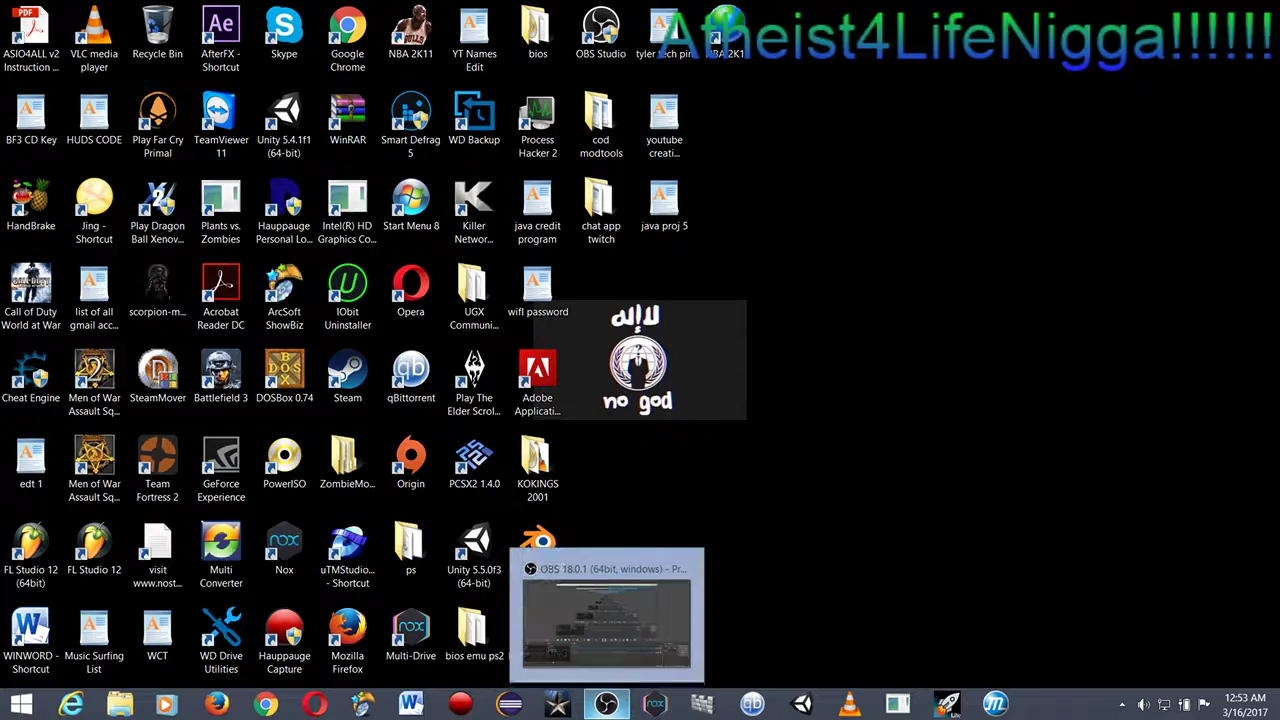 Atheist4LifeNigga!!!!!!
ASIO4ALL v2
Instruction ...
VLC media
player
Recycle Bin
AfterFX -
Shortcut
Skype
Google
Chrome
NBA 2K11
YT Names
Edit
bios
OBS Studio
BF3 CD Key
HUDS CODE
Play Far Cry
Primal
TeamViewer
11
Unity 5.4.1f1
(64-bit)
WinRAR
Smart Defrag
5
WD Backup
Process
Hacker 2
cod
modtools
youtube
creati...
HandBrake
Jing -
Shortcut
Play Dragon
Ball Xenov...
Plants vs.
Zombies
Hauppauge
Personal Lo...
Intel(R) HD
Graphics Co...
Start Menu 8
Killer
Networ...
java credit
program
chat app
twitch
java proj 5
Call of Duty
World at War
list of all
gmail acc...
scorpion-m...
Acrobat
Reader DC
ArcSoft
ShowBiz
IObit
Uninstaller
Opera
UGX
Communi...
wifI password
لا إله
no god
Cheat Engine
Men of War
Assault Sq...
SteamMover
Battlefield 3
DOSBox 0.74
Steam
qBittorrent
Play The
Elder Scrol...
Adobe
Applicati...
edt 1
Men of War
Assault Sq...
Team
Fortress 2
GeForce
Experience
PowerISO
ZombieMo...
Origin
PCSX2 1.4.0
KOKINGS
2001
FL Studio 12
(64bit)
FL Studio 12
visit
www.nost...
Multi
Converter
Nox
uTMStudio...
- Shortcut
ps
Unity 5.5.0f3
(64-bit)
OBS 18.0.1 (64bit, windows) - Pr...
WINWORD -
Shortcut
Music Surfing
List
WCT
WD Drive
Utilities
Hauppauge
Capture
Mozilla
Firefox
Multi-Drive
bios emu ps2
12:53 AM
3/16/2017